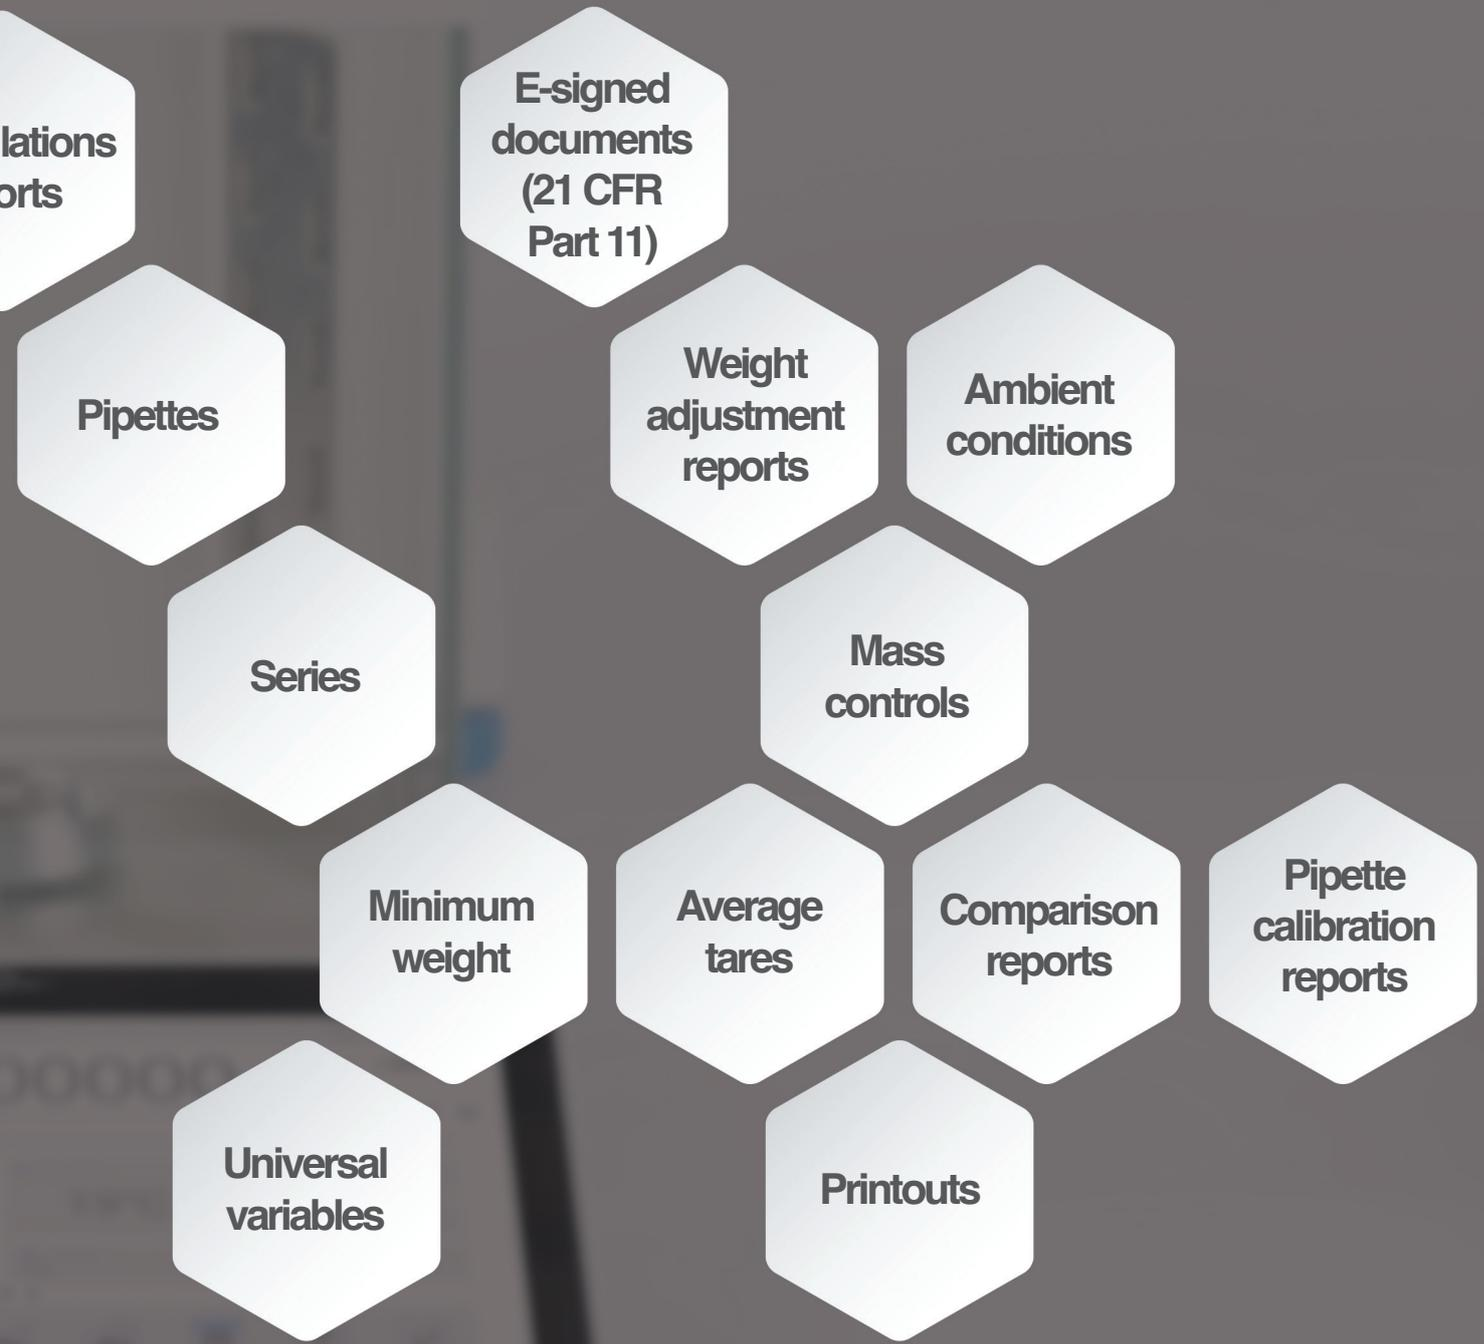 lations
orts
E-signed
documents
(21 CFR
Part 11)
Pipettes
Weight
adjustment
reports
Ambient
conditions
Series
Mass
controls
Minimum
weight
Average
tares
Comparison
reports
Pipette
calibration
reports
Universal
variables
Printouts